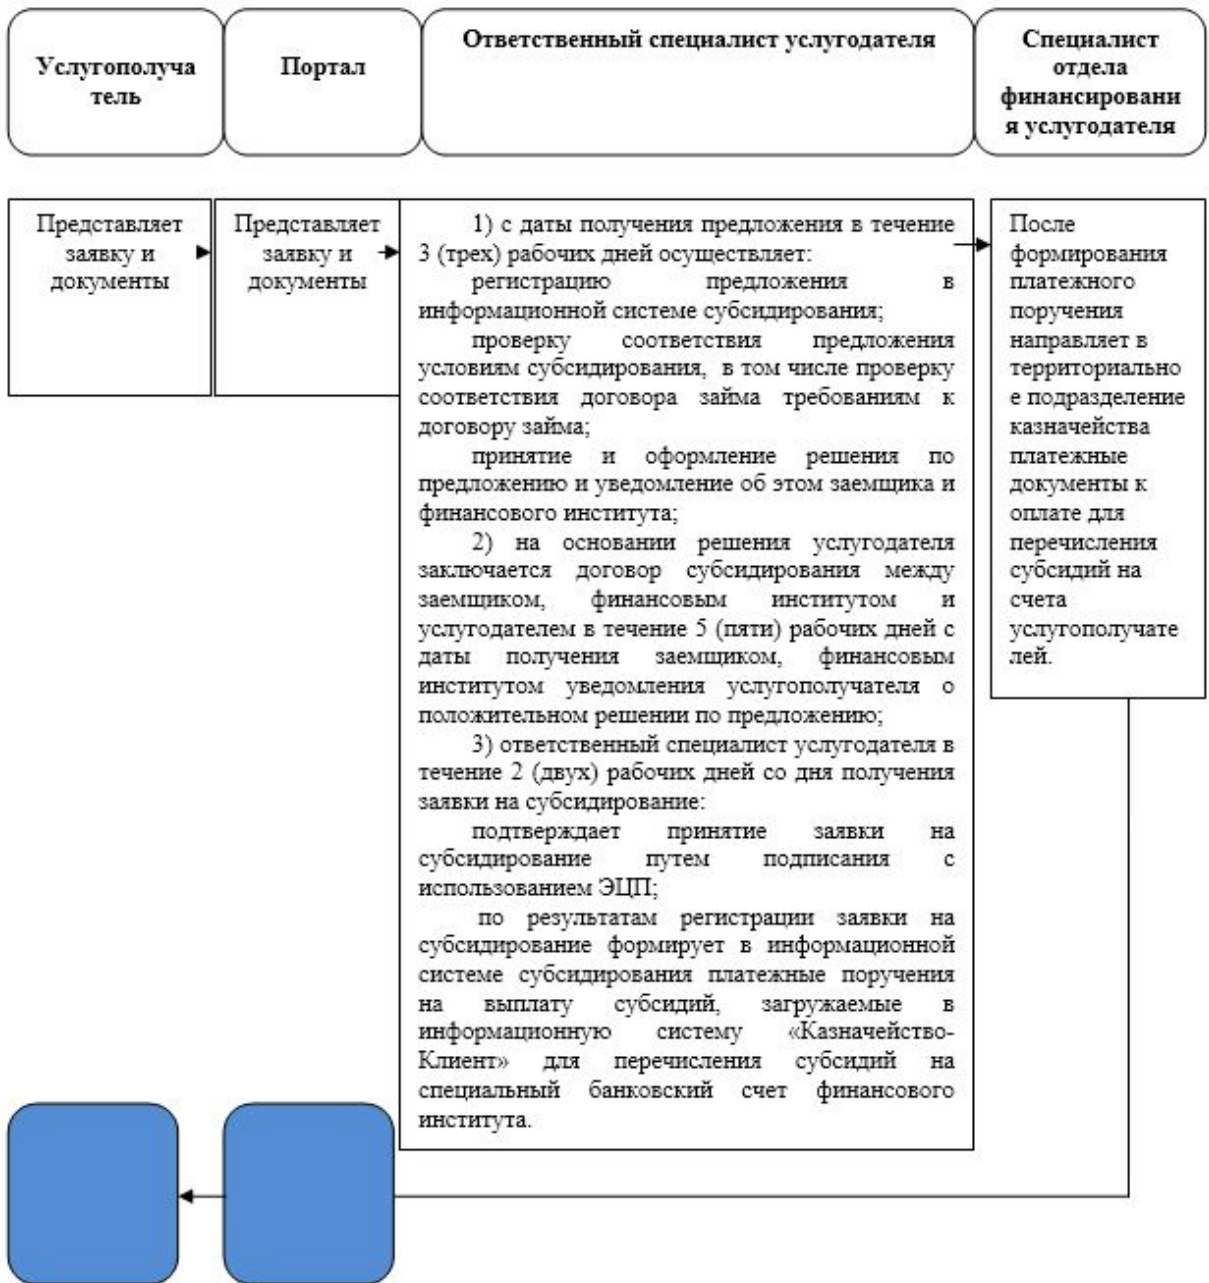 Услугополуча
тель
Портал
Ответственный специалист услугодателя
Специалист
отдела
финансировани
я услугодателя
Представляет
заявку и
документы
Представляет
заявку и
документы
1) с даты получения предложения в течение
3 (трех) рабочих дней осуществляет:
регистрацию предложения в
информационной системе субсидирования;
проверку соответствия предложения
условиям субсидирования, в том числе проверку
соответствия договора займа требованиям к
договору займа;
принятие и оформление решения по
предложению и уведомление об этом заемщика и
финансового института;
2) на основании решения услугодателя
заключается договор субсидирования между
заемщиком, финансовым институтом и
услугодателем в течение 5 (пяти) рабочих дней с
даты получения заемщиком, финансовым
институтом уведомления услугополучателя о
положительном решении по предложению;
3) ответственный специалист услугодателя в
течение 2 (двух) рабочих дней со дня получения
заявки на субсидирование:
подтверждает принятие заявки на
субсидирование путем подписания с
использованием ЭЦП;
по результатам регистрации заявки на
субсидирование формирует в информационной
системе субсидирования платежные поручения
на выплату субсидий, загружаемые в
информационную систему «Казначейство-
Клиент» для перечисления субсидий на
специальный банковский счет финансового
института.
После
формирования
платежного
поручения
направляет в
территориально
е подразделение
казначейства
платежные
документы к
оплате для
перечисления
субсидий на
счета
услугополучате
лей.